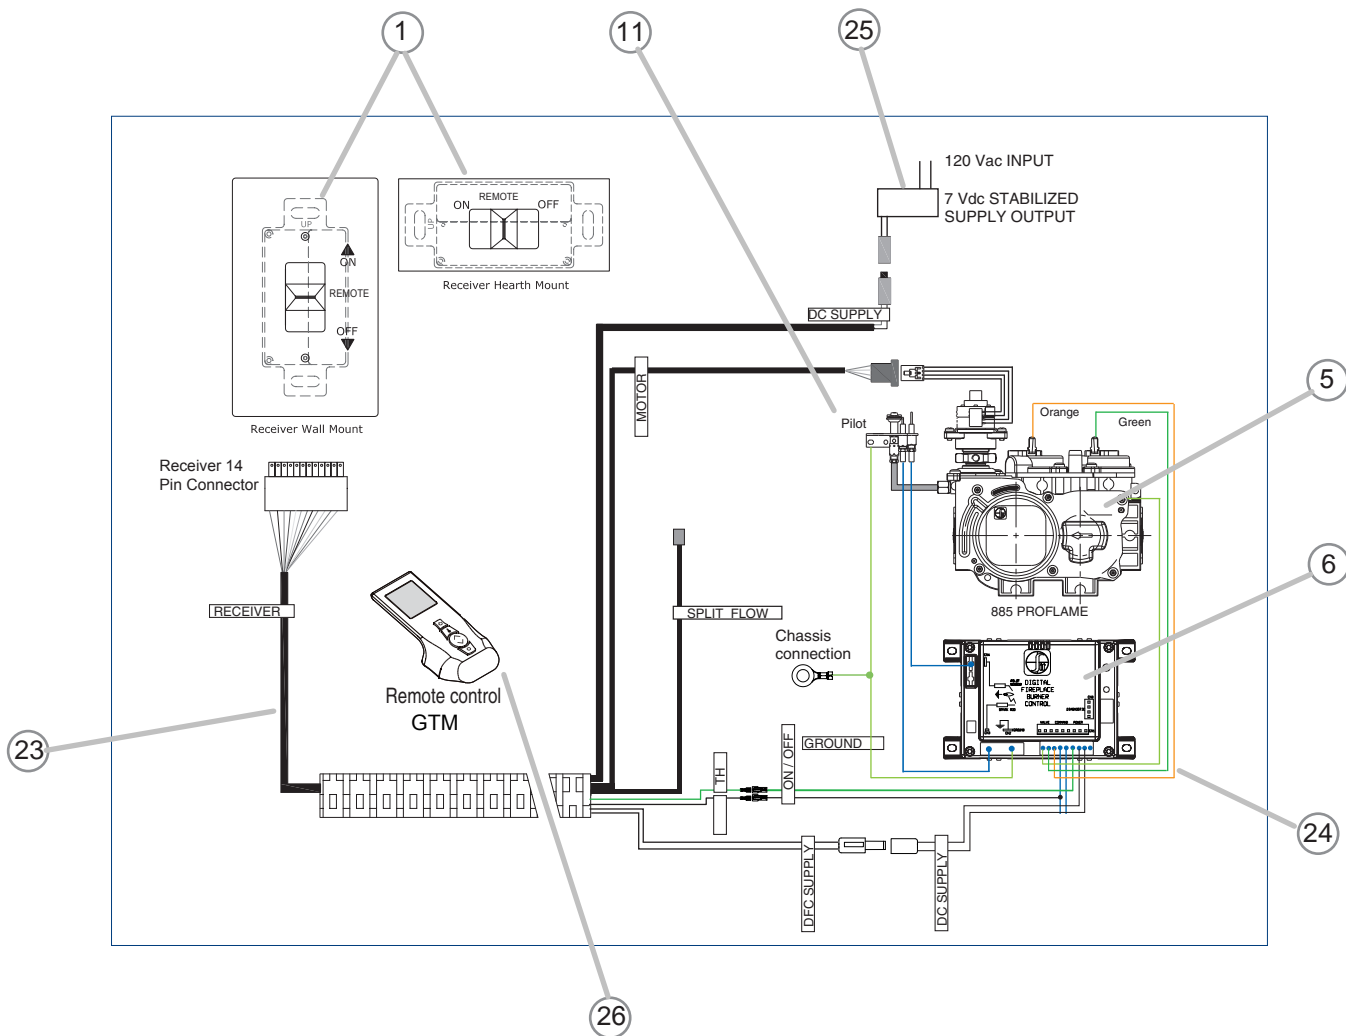 1
11
25
120 Vac INPUT
7 Vdc STABILIZED
SUPPLY OUTPUT
UP
ON
REMOTE
OFF
Receiver Wall Mount
UP
ON
REMOTE
OFF
Receiver Hearth Mount
DC SUPPLY
MOTOR
Pilot
Orange
Green
5
Receiver 14
Pin Connector
RECEIVER
SPLIT FLOW
885 PROFLAME
6
Chassis
connection
DIGITAL
FIREPLACE
BURNER
CONTROL
VALVE
COMMAND
POWER
Remote control
GTM
23
GROUND
TH
ON / OFF
DFC SUPPLY
DC SUPPLY
24
26